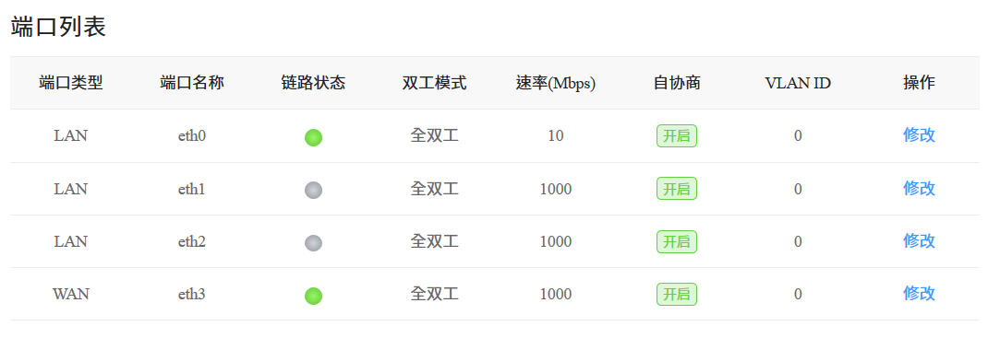 端口列表
端口类型 端口名称 链路状态 双工模式 速率(Mbps) 自协商 VLAN ID 操作
LAN eth0 全双工 10 开启 0 修改
LAN eth1 全双工 1000 开启 0 修改
LAN eth2 全双工 1000 开启 0 修改
WAN eth3 全双工 1000 开启 0 修改